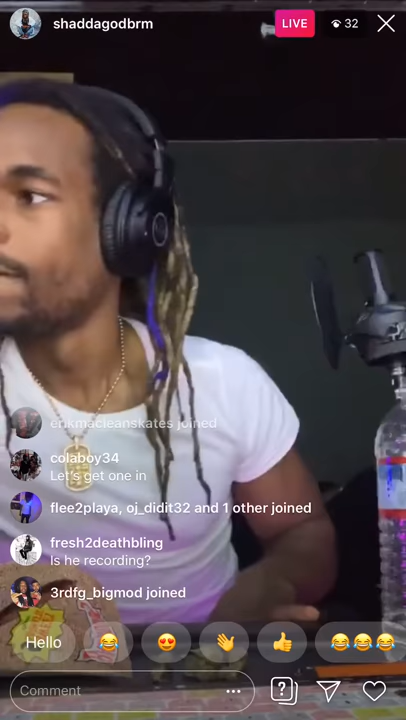 shaddagodbrm
LIVE
32
erikmacleanskates joined
colaboy34
Let's get one in
flee2playa, oj_didit32 and 1 other joined
fresh2deathbling
Is he recording?
3rdfg_bigmod joined
Hello
Comment